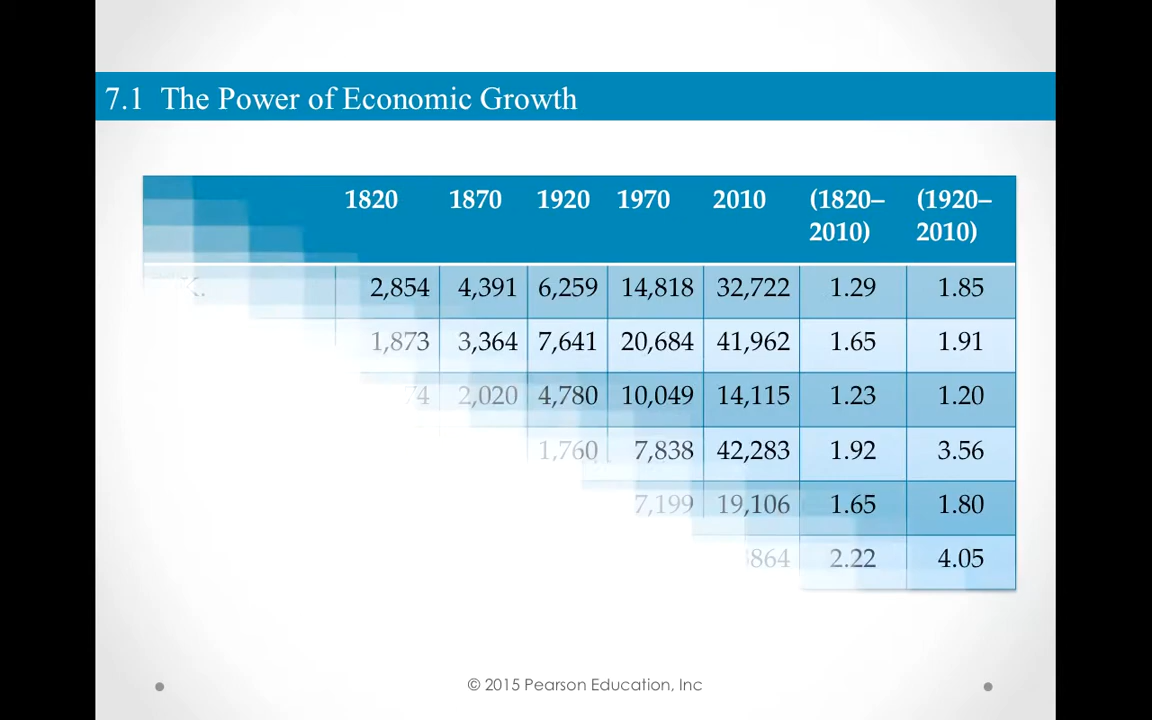 7.1 The Power of Economic Growth
1820 1870 1920 1970 2010 (1820– (1920–
2010) 2010)
2,854 4,391 6,259 14,818 32,722 1.29 1.85
1,873 3,364 7,641 20,684 41,962 1.65 1.91
2,020 4,780 10,049 14,115 1.23 1.20
1,760 7,838 42,283 1.92 3.56
7,199 19,106 1.65 1.80
2.22 4.05
© 2015 Pearson Education, Inc